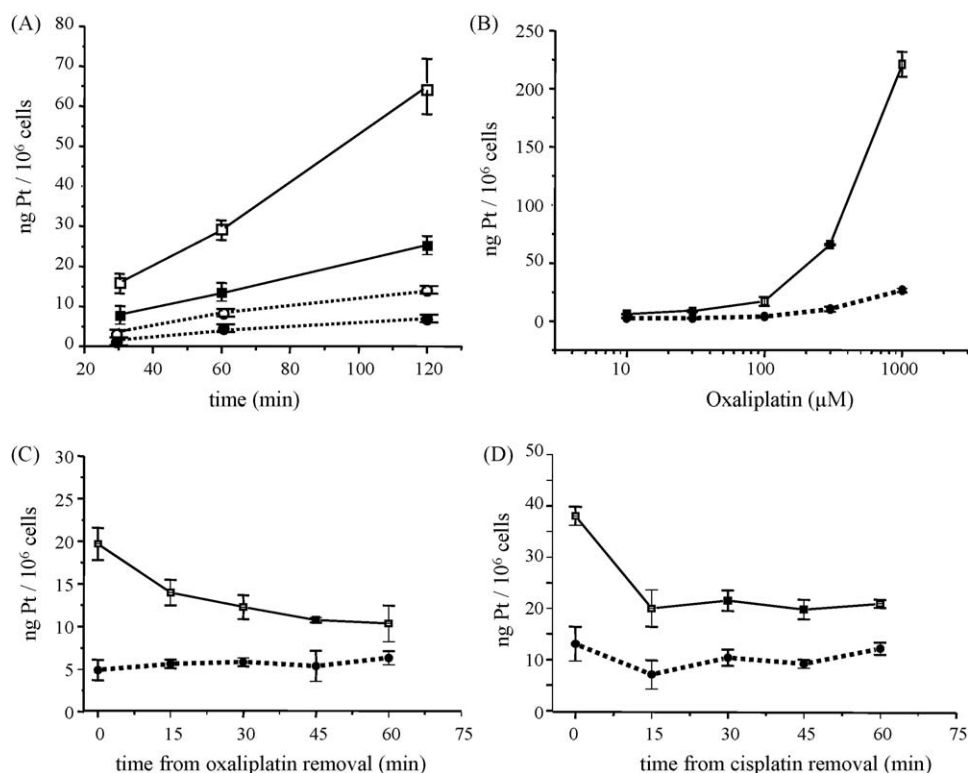 (A)
80
70
60
50
40
30
20
10
0
ng Pt / 10⁶ cells
20 40 60 80 100 120
time (min)
(B)
250
200
150
100
50
0
ng Pt / 10⁶ cells
10 100 1000
Oxaliplatin (µM)
(C)
30
25
20
15
10
5
0
ng Pt / 10⁶ cells
0 15 30 45 60 75
time from oxaliplatin removal (min)
(D)
50
40
30
20
10
0
ng Pt / 10⁶ cells
0 15 30 45 60 75
time from cisplatin removal (min)